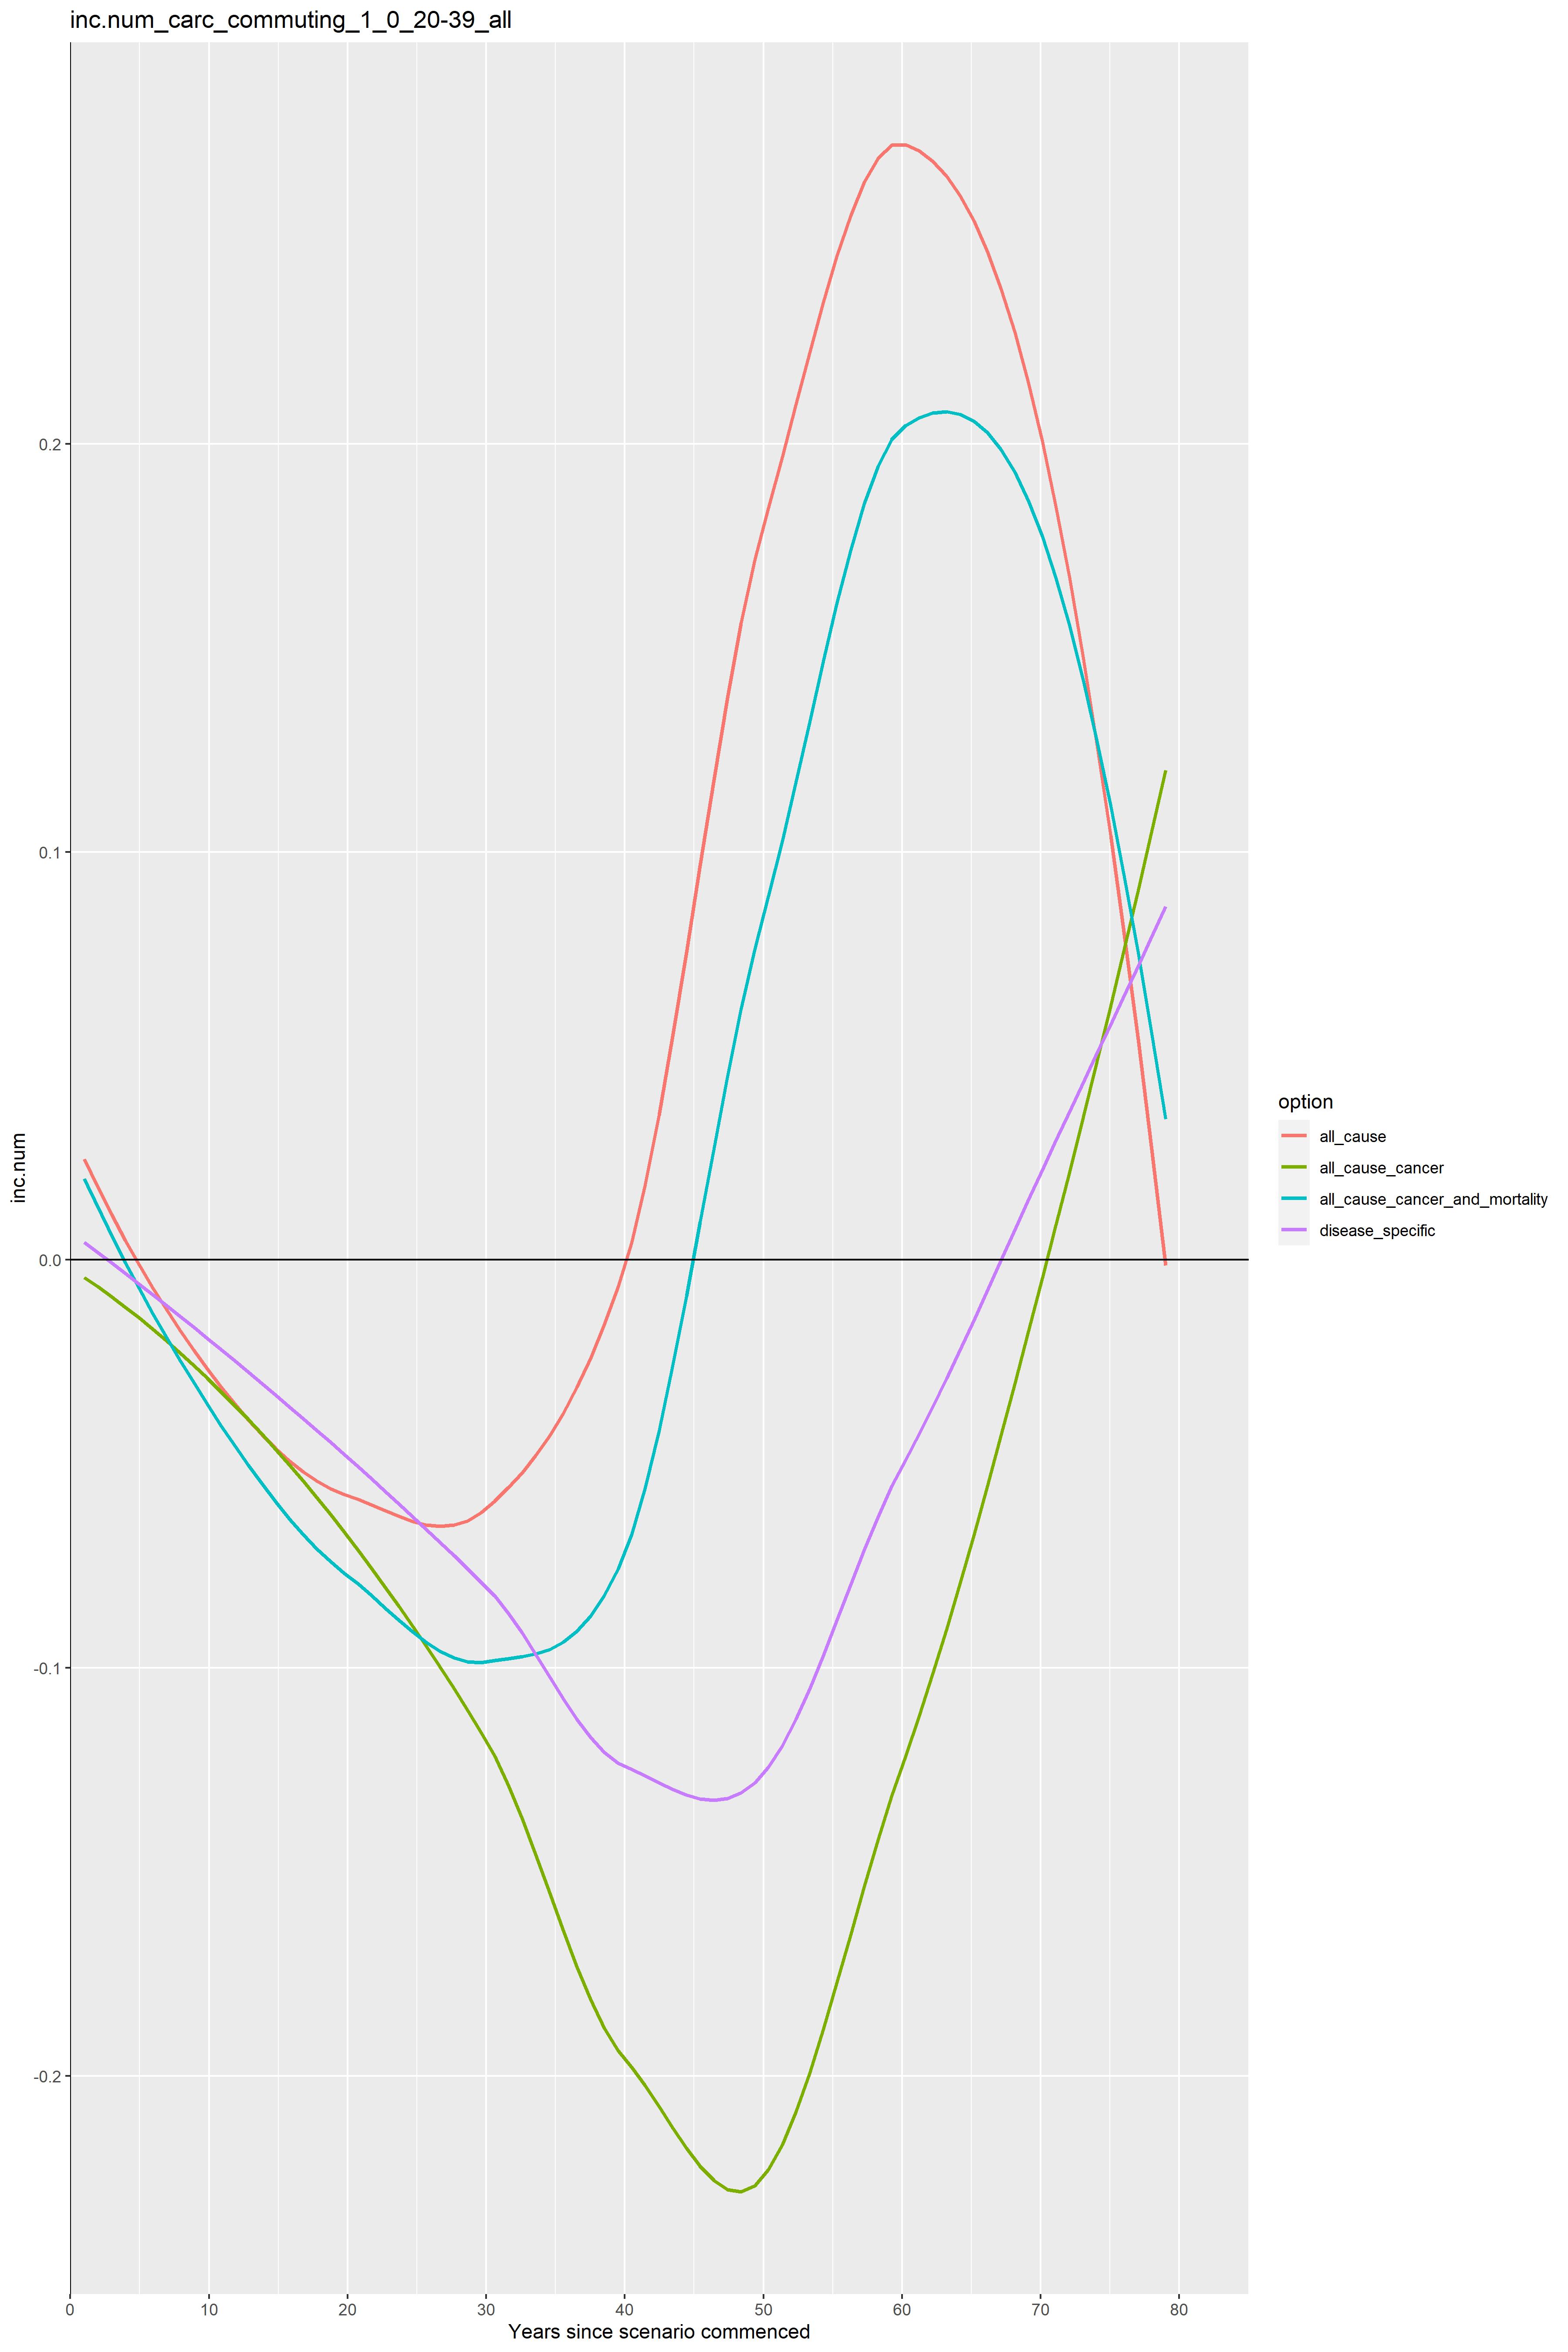 inc.num_carc_commuting_1_0_20-39_all
0.2
0.1
0.0
-0.1
-0.2
inc.num
0 10 20 30 40 50 60 70 80
Years since scenario commenced
option
all_cause
all_cause_cancer
all_cause_cancer_and_mortality
disease_specific